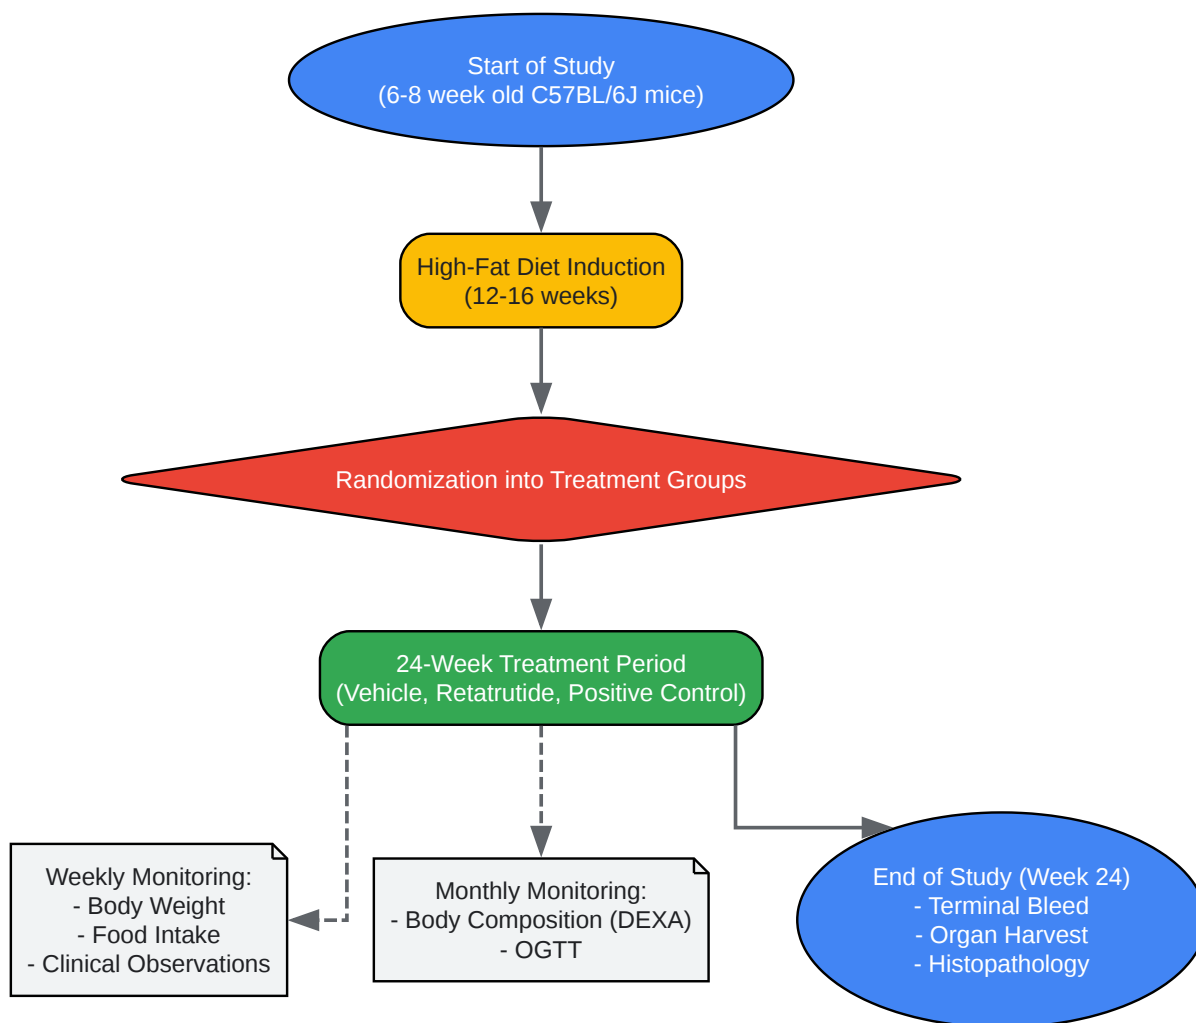 Start of Study
(6-8 week old C57BL/6J mice)
High-Fat Diet Induction
(12-16 weeks)
Randomization into Treatment Groups
24-Week Treatment Period
(Vehicle, Retatrutide, Positive Control)
Weekly Monitoring:
- Body Weight
- Food Intake
- Clinical Observations
Monthly Monitoring:
- Body Composition (DEXA)
- OGTT
End of Study (Week 24)
- Terminal Bleed
- Organ Harvest
- Histopathology